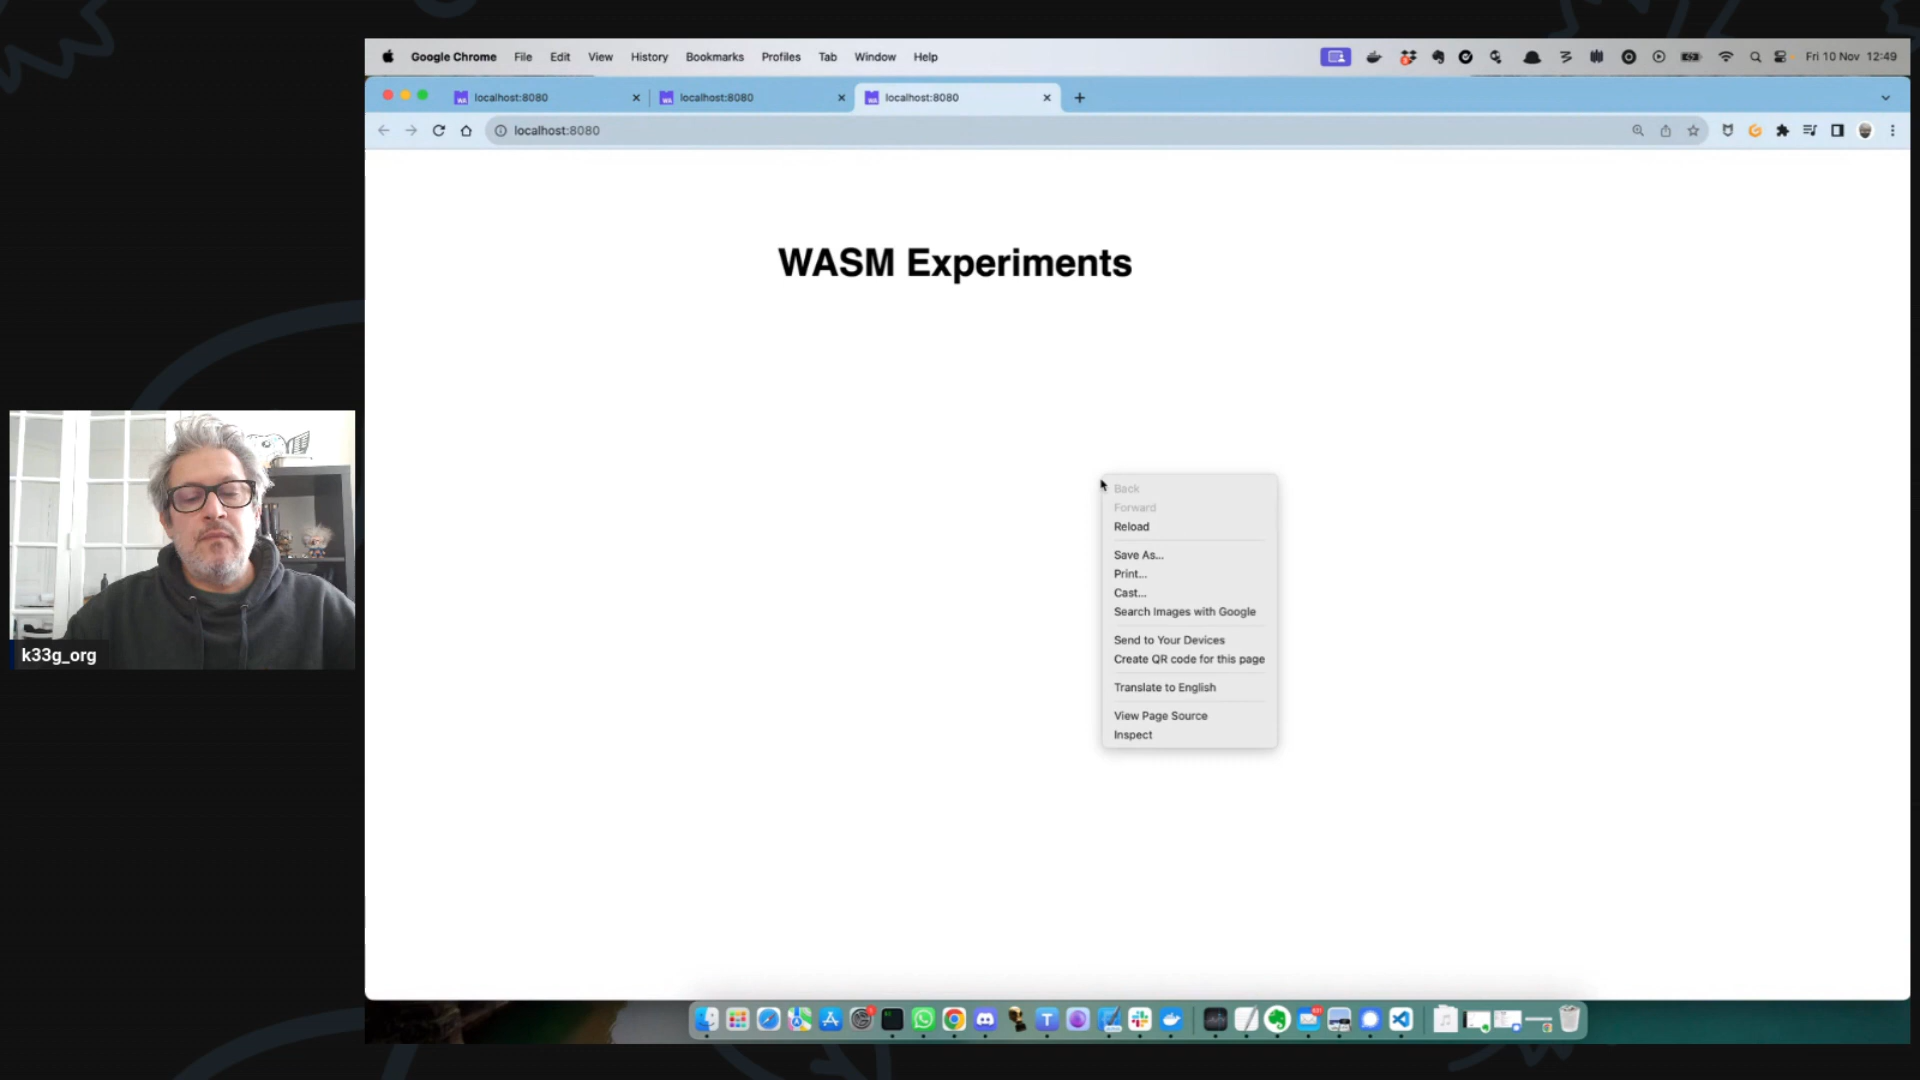 Google Chrome File Edit View History Bookmarks Profiles Tab Window Help
Fri 10 Nov 12:49
localhost:8080
localhost:8080
localhost:8080
localhost:8080
WASM Experiments
Back
Forward
Reload
Save As...
Print...
Cast...
Search Images with Google
Send to Your Devices
Create QR code for this page
Translate to English
View Page Source
Inspect
k33g_org